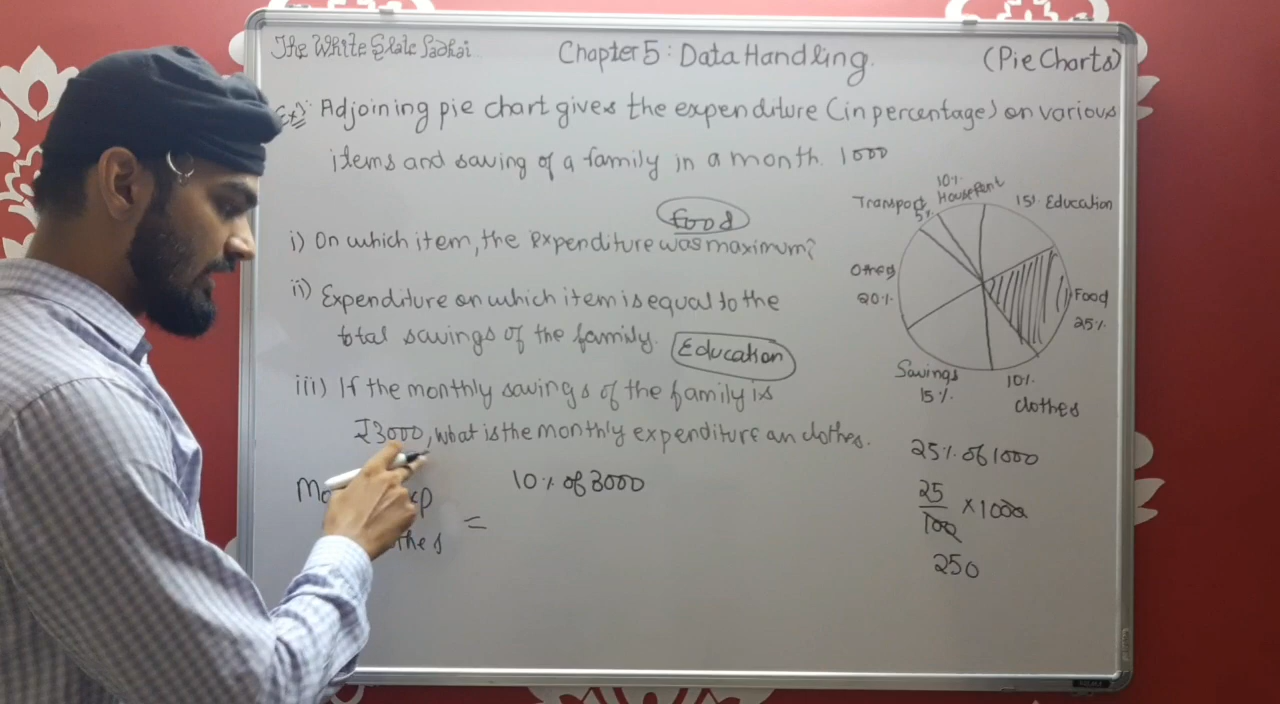 The White Slate Padhai
Chapter 5 : Data Handling.
(Pie Charts)
Adjoining pie chart gives the expenditure (in percentage) on various
items and saving of a family in a month. 1000
Food
i) On which item, the expenditure was maximum?
ii) Expenditure on which item is equal to the
total savings of the family.
Education
iii) If the monthly savings of the family is
₹3000, what is the monthly expenditure on clothes.
10% of 3000
=
10%
House Rent
Transport
5%
15% Education
Others
20%
Food
25%
Savings
15%
10%
clothes
25% of 1000
25
100
× 1000
250